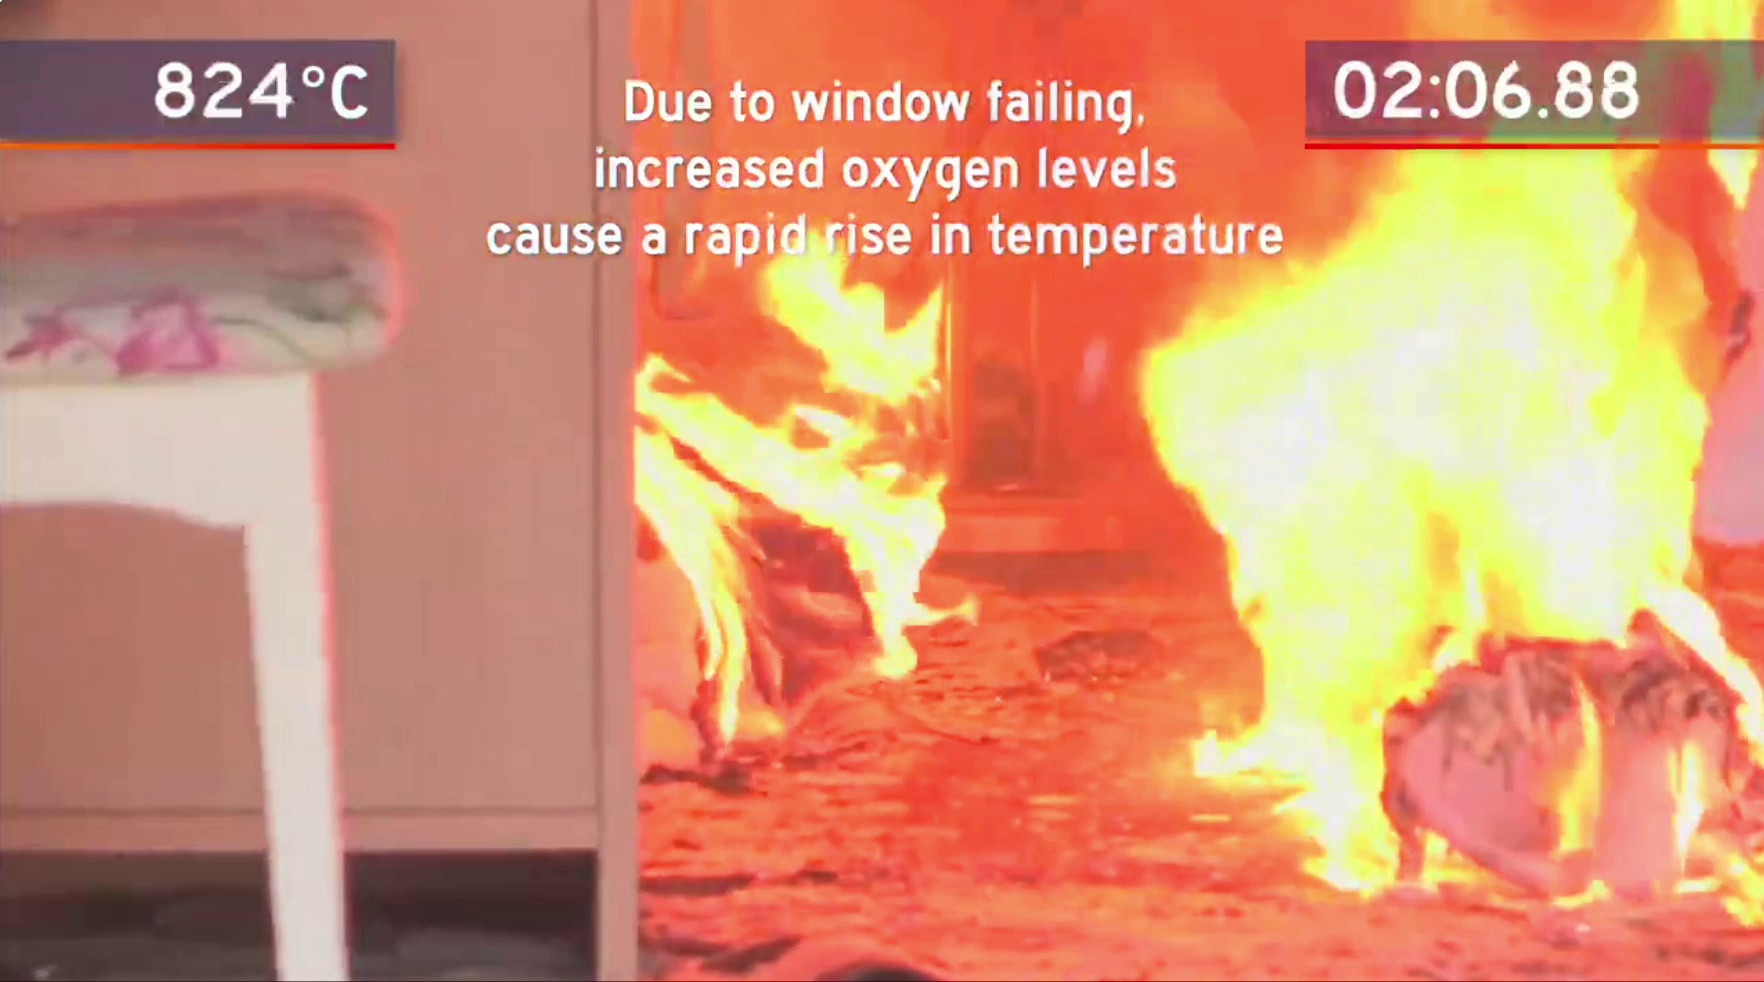 824°C
02:06.88
Due to window failing,
increased oxygen levels
cause a rapid rise in temperature